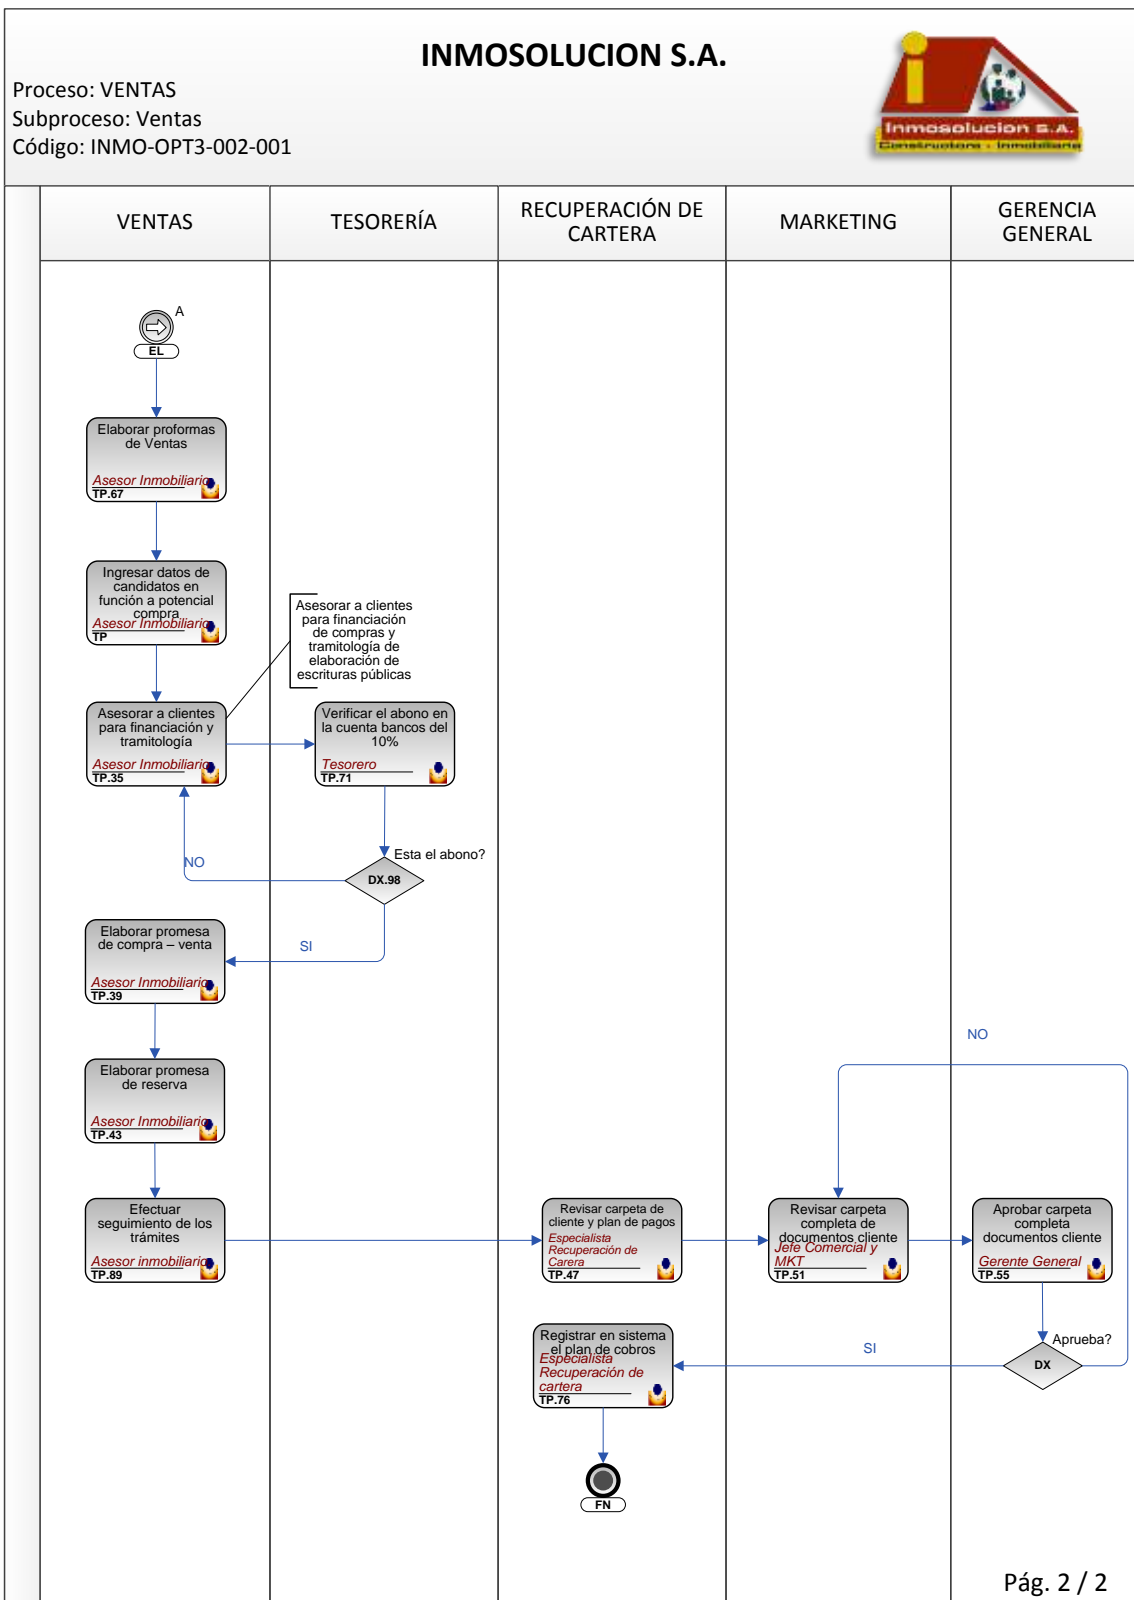 INMOSOLUCION S.A.
Proceso: VENTAS
Subproceso: Ventas
Código: INMO-OPT3-002-001
i
Inmosolucion S.A.
Constructora - Inmobiliaria
VENTAS
TESORERÍA
RECUPERACIÓN DE
CARTERA
MARKETING
GERENCIA
GENERAL
A
EL
Elaborar proformas
de Ventas
Asesor Inmobiliario
TP.67
Ingresar datos de
candidatos en
función a potencial
compra
Asesor Inmobiliario
TP
Asesorar a clientes
para financiación
de compras y
tramitología de
elaboración de
escrituras públicas
Asesorar a clientes
para financiación y
tramitología
Asesor Inmobiliario
TP.35
Verificar el abono en
la cuenta bancos del
10%
Tesorero
TP.71
Esta el abono?
DX.98
NO
SI
Elaborar promesa
de compra – venta
Asesor Inmobiliario
TP.39
Elaborar promesa
de reserva
Asesor Inmobiliario
TP.43
Efectuar
seguimiento de los
trámites
Asesor inmobiliario
TP.89
Revisar carpeta de
cliente y plan de pagos
Especialista
Recuperación de
Carera
TP.47
Revisar carpeta
completa de
documentos cliente
Jefe Comercial y
MKT
TP.51
Aprobar carpeta
completa
documentos cliente
Gerente General
TP.55
NO
Aprueba?
DX
SI
Registrar en sistema
el plan de cobros
Especialista
Recuperación de
cartera
TP.76
FN
Pág. 2 / 2